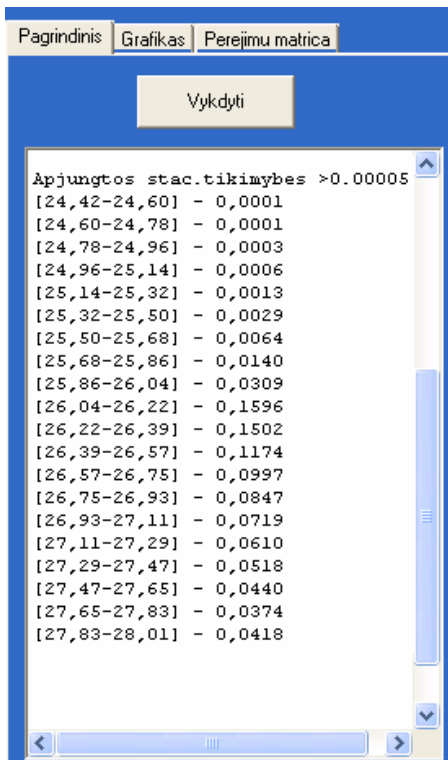 Pagrindinis Grafikas Perejimu matrica
Vykdyti
Apjungtos stac.tikimybes >0.00005
[24,42-24,60] - 0,0001
[24,60-24,78] - 0,0001
[24,78-24,96] - 0,0003
[24,96-25,14] - 0,0006
[25,14-25,32] - 0,0013
[25,32-25,50] - 0,0029
[25,50-25,68] - 0,0064
[25,68-25,86] - 0,0140
[25,86-26,04] - 0,0309
[26,04-26,22] - 0,1596
[26,22-26,39] - 0,1502
[26,39-26,57] - 0,1174
[26,57-26,75] - 0,0997
[26,75-26,93] - 0,0847
[26,93-27,11] - 0,0719
[27,11-27,29] - 0,0610
[27,29-27,47] - 0,0518
[27,47-27,65] - 0,0440
[27,65-27,83] - 0,0374
[27,83-28,01] - 0,0418